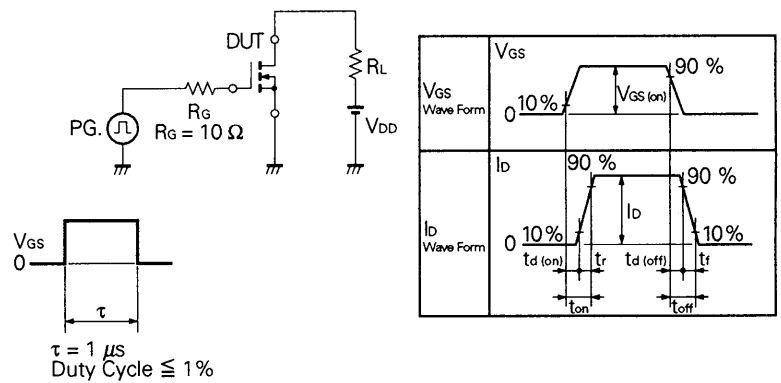 DUT
RL
RG
PG.
RG = 10 Ω
VDD
VGS
0
τ
τ = 1 μs
Duty Cycle ≦ 1%
VGS
Wave Form
VGS
90 %
VGS (on)
10 %
0
ID
Wave Form
ID
90 %
90 %
ID
0 10 %
10 %
td (on) tr td (off) tf
ton toff